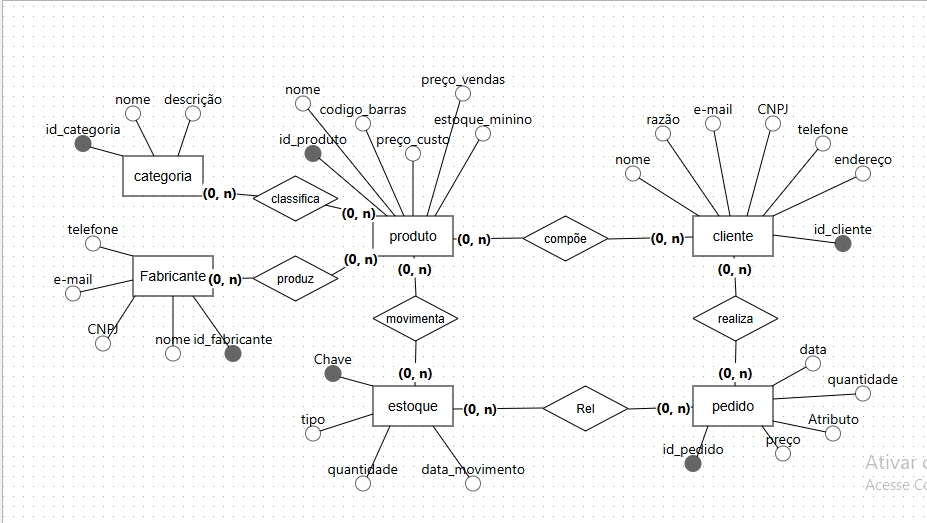 preço_vendas
nome
codigo_barras
estoque_minino
id_produto
preço_custo
nome
descrição
id_categoria
categoria
(0, n)
classifica
(0, n)
produto
(0, n)
compõe
(0, n)
cliente
razão
e-mail
CNPJ
telefone
nome
endereço
id_cliente
telefone
e-mail
Fabricante
(0, n)
produz
(0, n)
CNPJ
nome
id_fabricante
(0, n)
movimenta
(0, n)
(0, n)
realiza
(0, n)
Chave
estoque
(0, n)
Rel
(0, n)
pedido
tipo
quantidade
data_movimento
data
quantidade
Atributo
preço
id_pedido
Ativar
Acesse